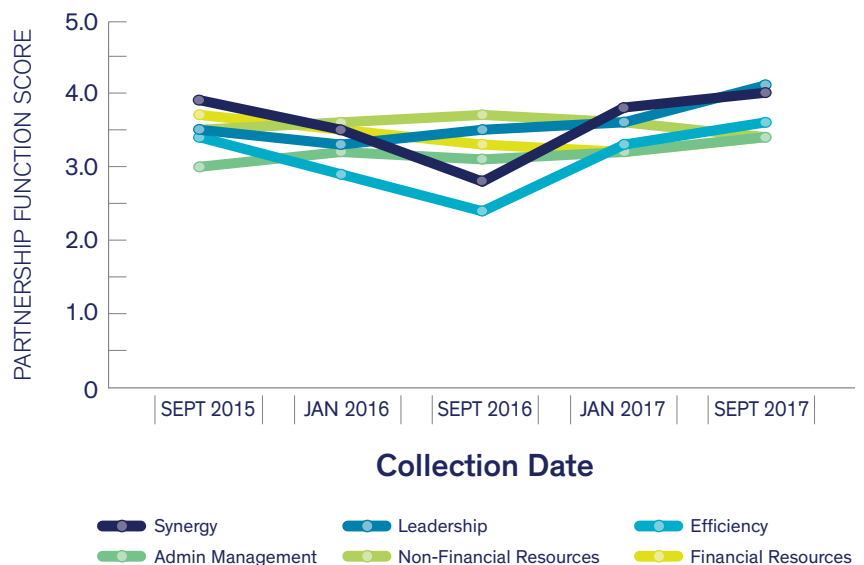 PARTNERSHIP FUNCTION SCORE
5.0
4.0
3.0
2.0
1.0
0
SEPT 2015 JAN 2016 SEPT 2016 JAN 2017 SEPT 2017
Collection Date
Synergy Leadership Efficiency
Admin Management Non-Financial Resources Financial Resources